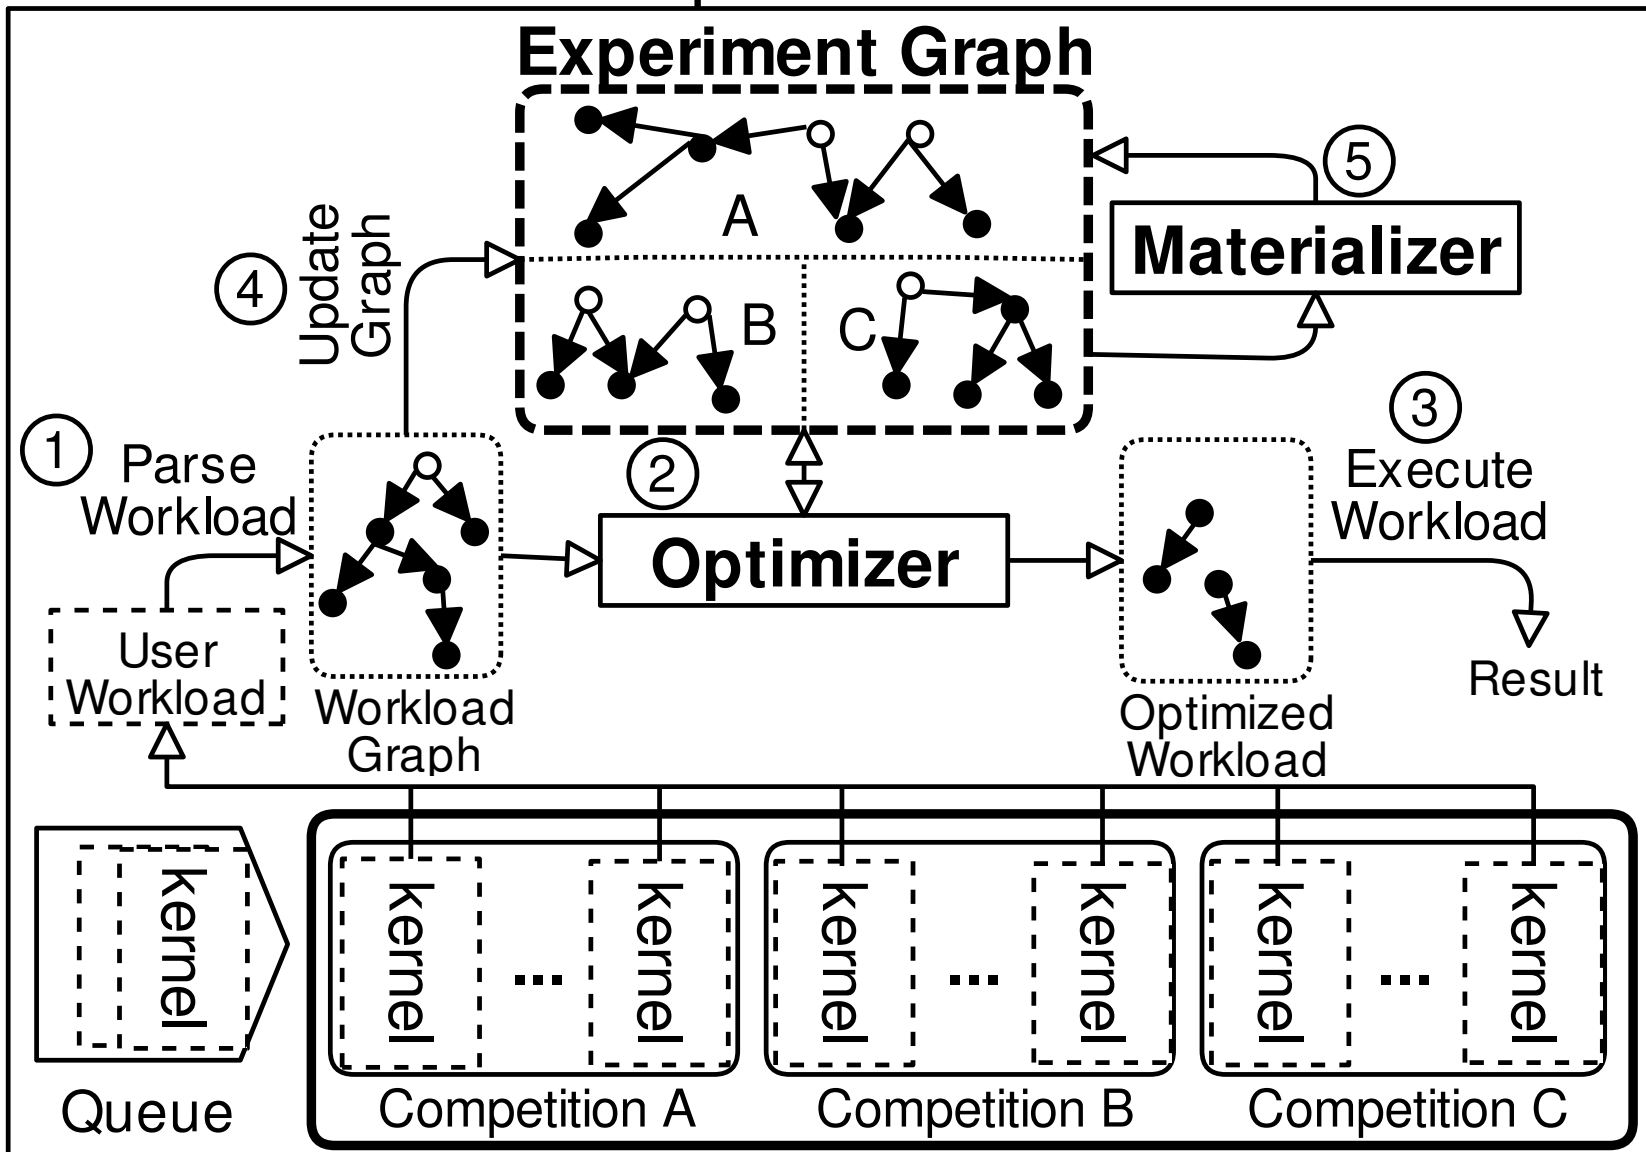 Experiment Graph
A
B
C
5
Materializer
4
Update
Graph
1
Parse
Workload
2
Optimizer
3
Execute
Workload
Result
User
Workload
Workload
Graph
Optimized
Workload
kernel
Queue
kernel
...
kernel
Competition A
kernel
...
kernel
Competition B
kernel
...
kernel
Competition C